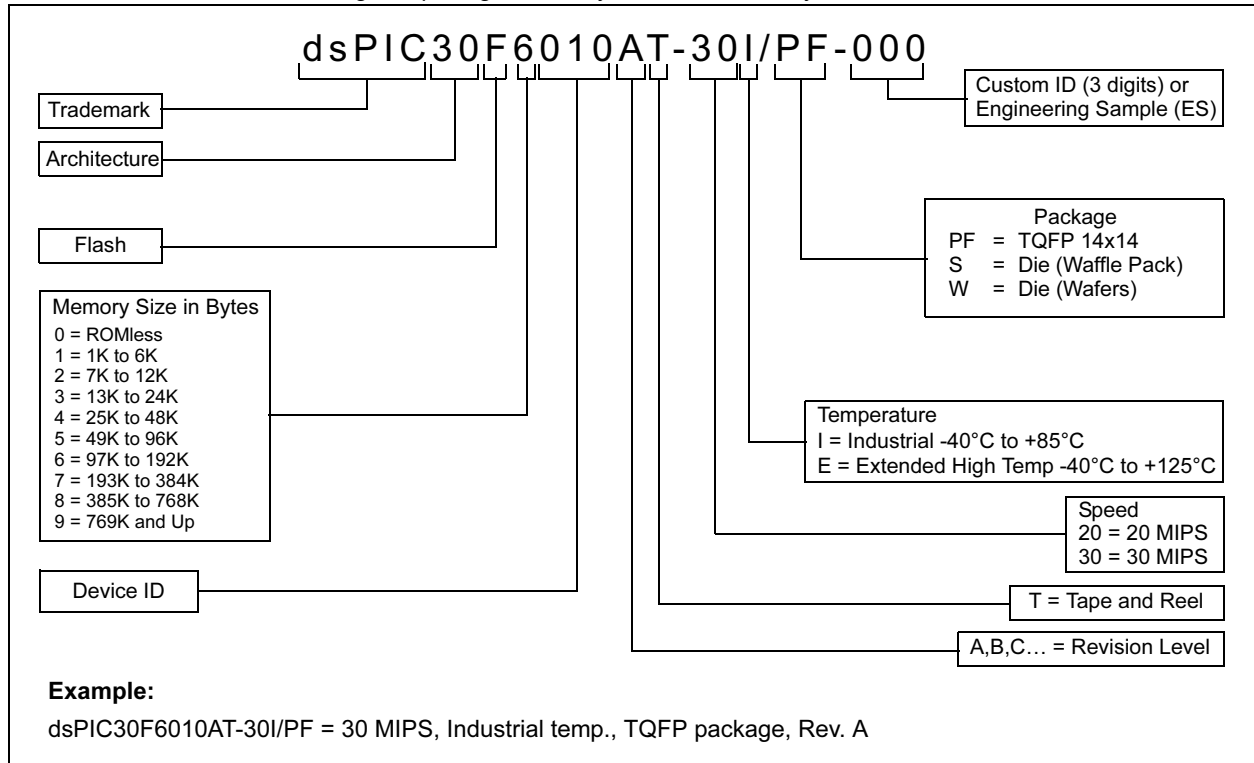 dsPIC30F6010AT-30I/PF-000
Trademark
Architecture
Flash
Memory Size in Bytes
0 = ROMless
1 = 1K to 6K
2 = 7K to 12K
3 = 13K to 24K
4 = 25K to 48K
5 = 49K to 96K
6 = 97K to 192K
7 = 193K to 384K
8 = 385K to 768K
9 = 769K and Up
Device ID
Custom ID (3 digits) or
Engineering Sample (ES)
Package
PF = TQFP 14x14
S = Die (Waffle Pack)
W = Die (Wafers)
Temperature
I = Industrial -40°C to +85°C
E = Extended High Temp -40°C to +125°C
Speed
20 = 20 MIPS
30 = 30 MIPS
T = Tape and Reel
A,B,C… = Revision Level
Example:
dsPIC30F6010AT-30I/PF = 30 MIPS, Industrial temp., TQFP package, Rev. A